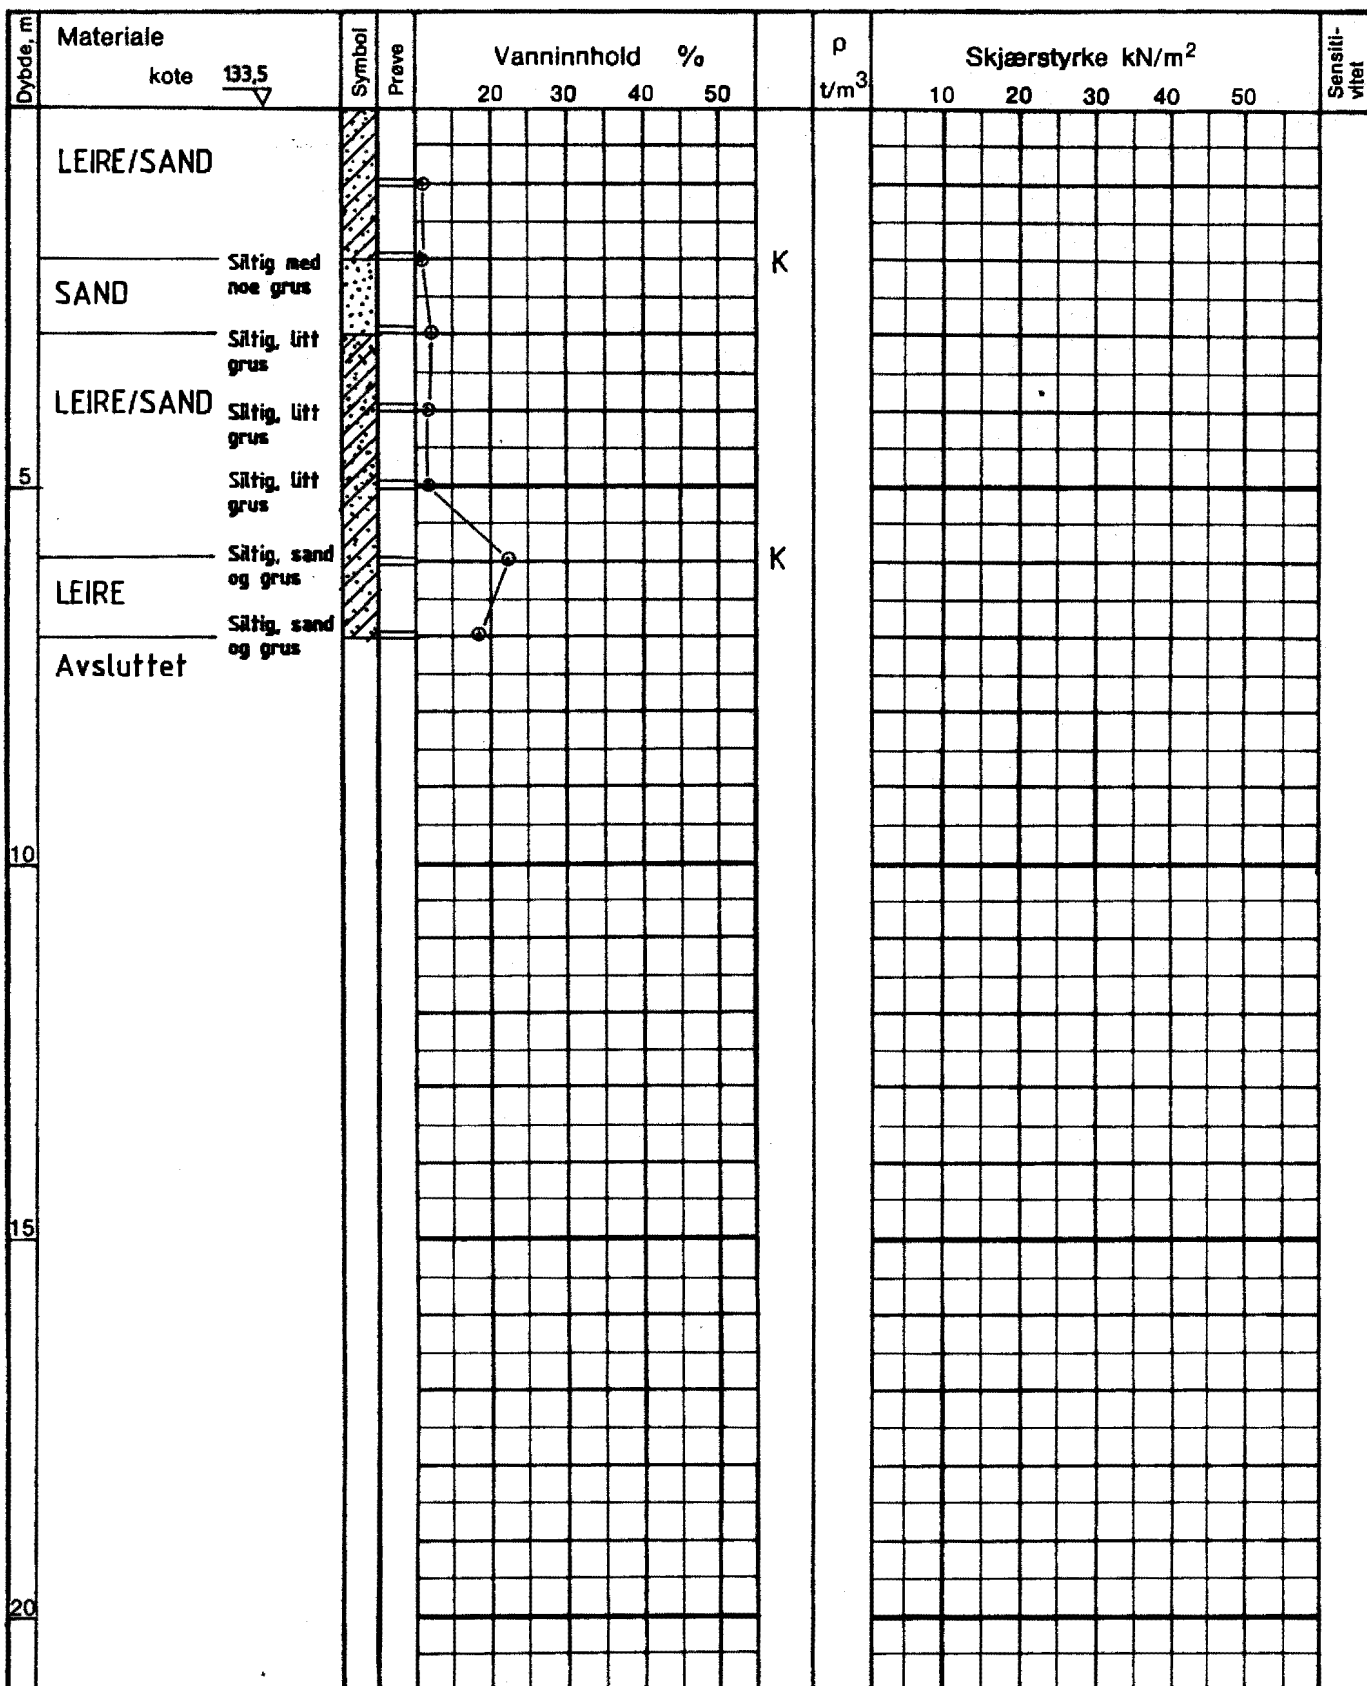 Dybde, m
Materiale
kote 133,5
Symbol
Prøve
Vanninnhold %
20 30 40 50
ρ
t/m³
Skjærstyrke kN/m²
10 20 30 40 50
Sensiti-
vitet
LEIRE/SAND
Siltig med
noe grus
K
SAND
Siltig, litt
grus
LEIRE/SAND
Siltig, litt
grus
5
Siltig, litt
grus
Siltig, sand
og grus
K
LEIRE
Siltig, sand
og grus
Avsluttet
10
15
20